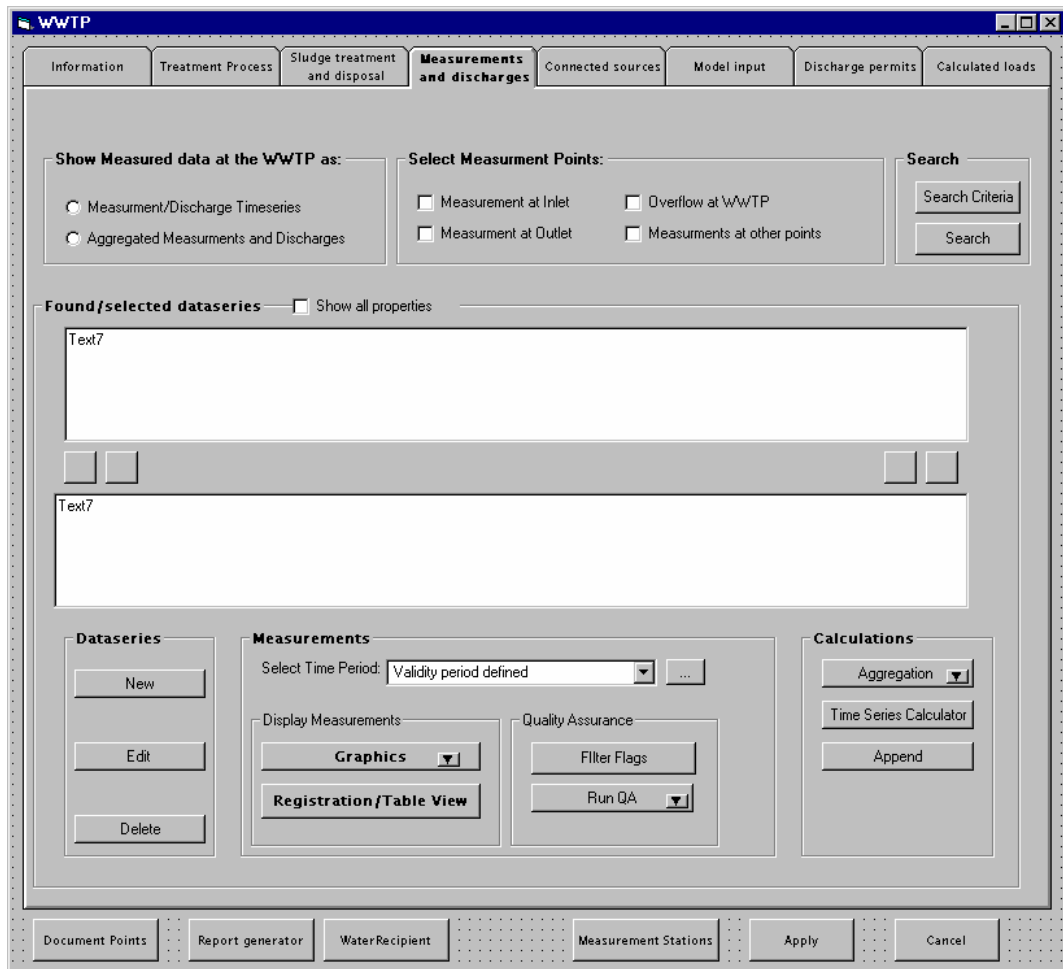 WWTP
Information
Treatment Process
Sludge treatment
and disposal
Measurements
and discharges
Connected sources
Model input
Discharge permits
Calculated loads
Show Measured data at the WWTP as:
Measurment/Discharge Timeseries
Aggregated Measurments and Discharges
Select Measurment Points:
Measurement at Inlet
Overflow at WWTP
Measurment at Outlet
Measurments at other points
Search
Search Criteria
Search
Found/selected dataseries
Show all properties
Text7
Text7
Dataseries
New
Edit
Delete
Measurements
Select Time Period:
Validity period defined
...
Display Measurements
Graphics
Registration/Table View
Quality Assurance
FIlter Flags
Run QA
Calculations
Aggregation
Time Series Calculator
Append
Document Points
Report generator
WaterRecipient
Measurement Stations
Apply
Cancel